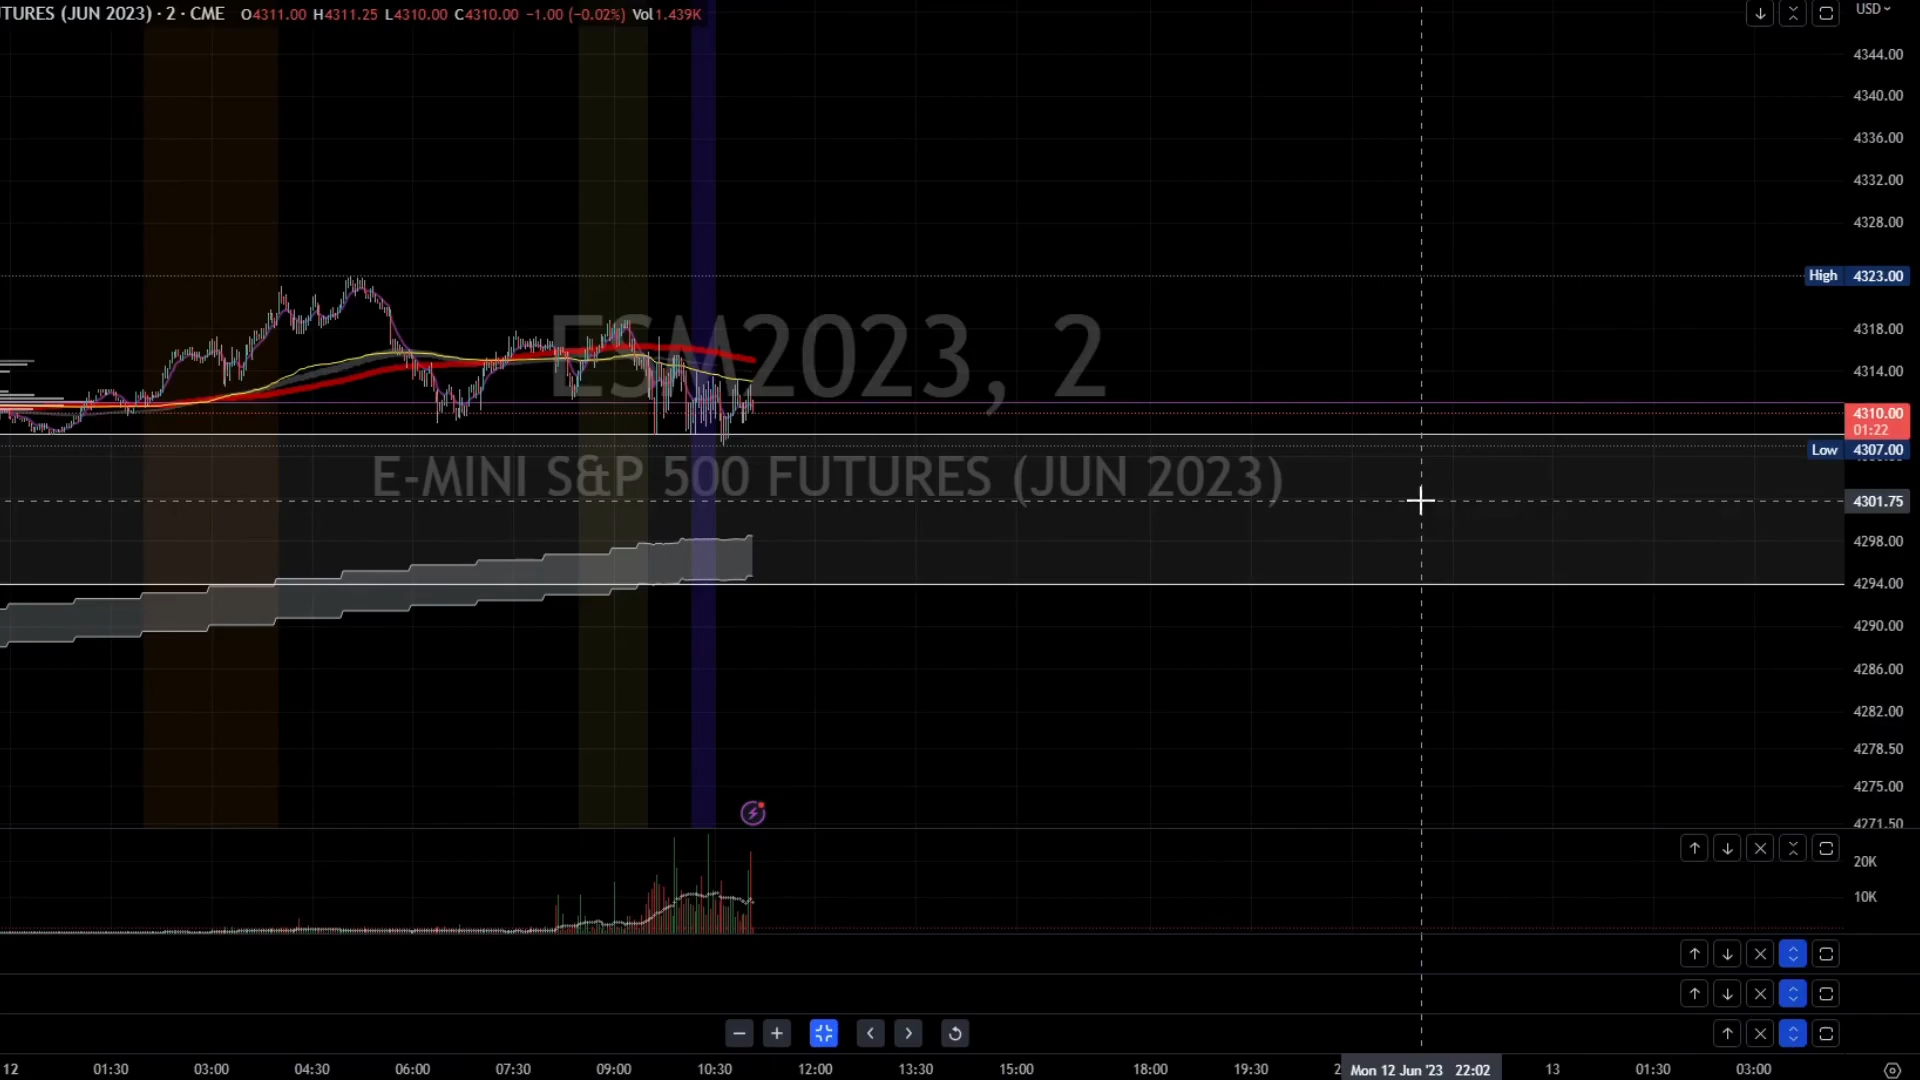 TURES (JUN 2023) · 2 · CME O4311.00 H4311.25 L4310.00 C4310.00 −1.00 (−0.02%) Vol1.439K
USD
4344.00
4340.00
4336.00
4332.00
4328.00
High 4323.00
4318.00
4314.00
ESM2023, 2
4310.00
01:22
Low 4307.00
E-MINI S&P 500 FUTURES (JUN 2023)
4301.75
4298.00
4294.00
4290.00
4286.00
4282.00
4278.50
4275.00
4271.50
20K
10K
12 01:30 03:00 04:30 06:00 07:30 09:00 10:30 12:00 13:30 15:00 18:00 19:30 2 Mon 12 Jun '23 22:02 13 01:30 03:00